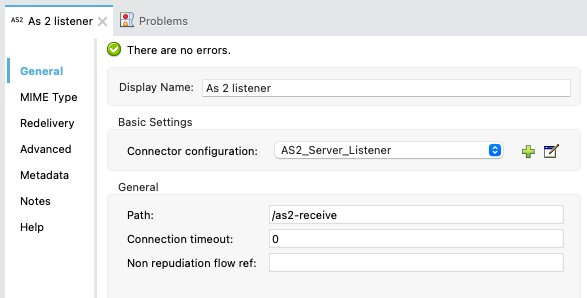 AS2 As 2 listener Problems
There are no errors.
General
MIME Type
Redelivery
Advanced
Metadata
Notes
Help
Display Name: As 2 listener
Basic Settings
Connector configuration: AS2_Server_Listener
General
Path: /as2-receive
Connection timeout: 0
Non repudiation flow ref: